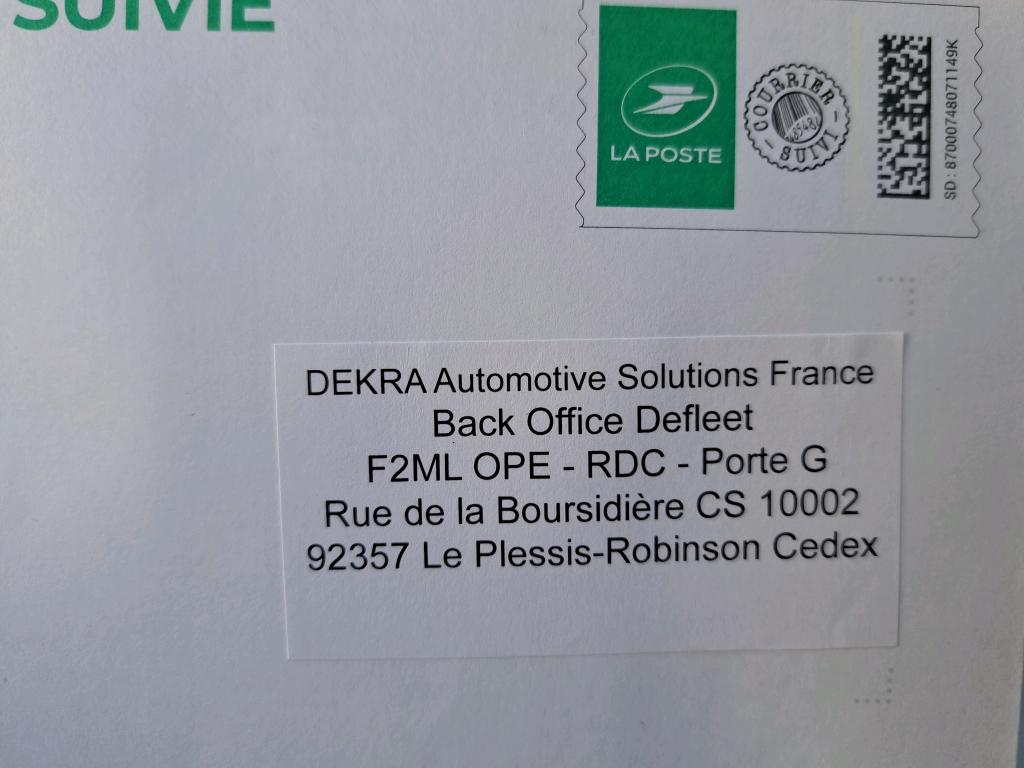 SUIVIE
LA POSTE
COURRIER
SUIVI
SD : 87000748071149K
DEKRA Automotive Solutions France
Back Office Defleet
F2ML OPE - RDC - Porte G
Rue de la Boursidière CS 10002
92357 Le Plessis-Robinson Cedex